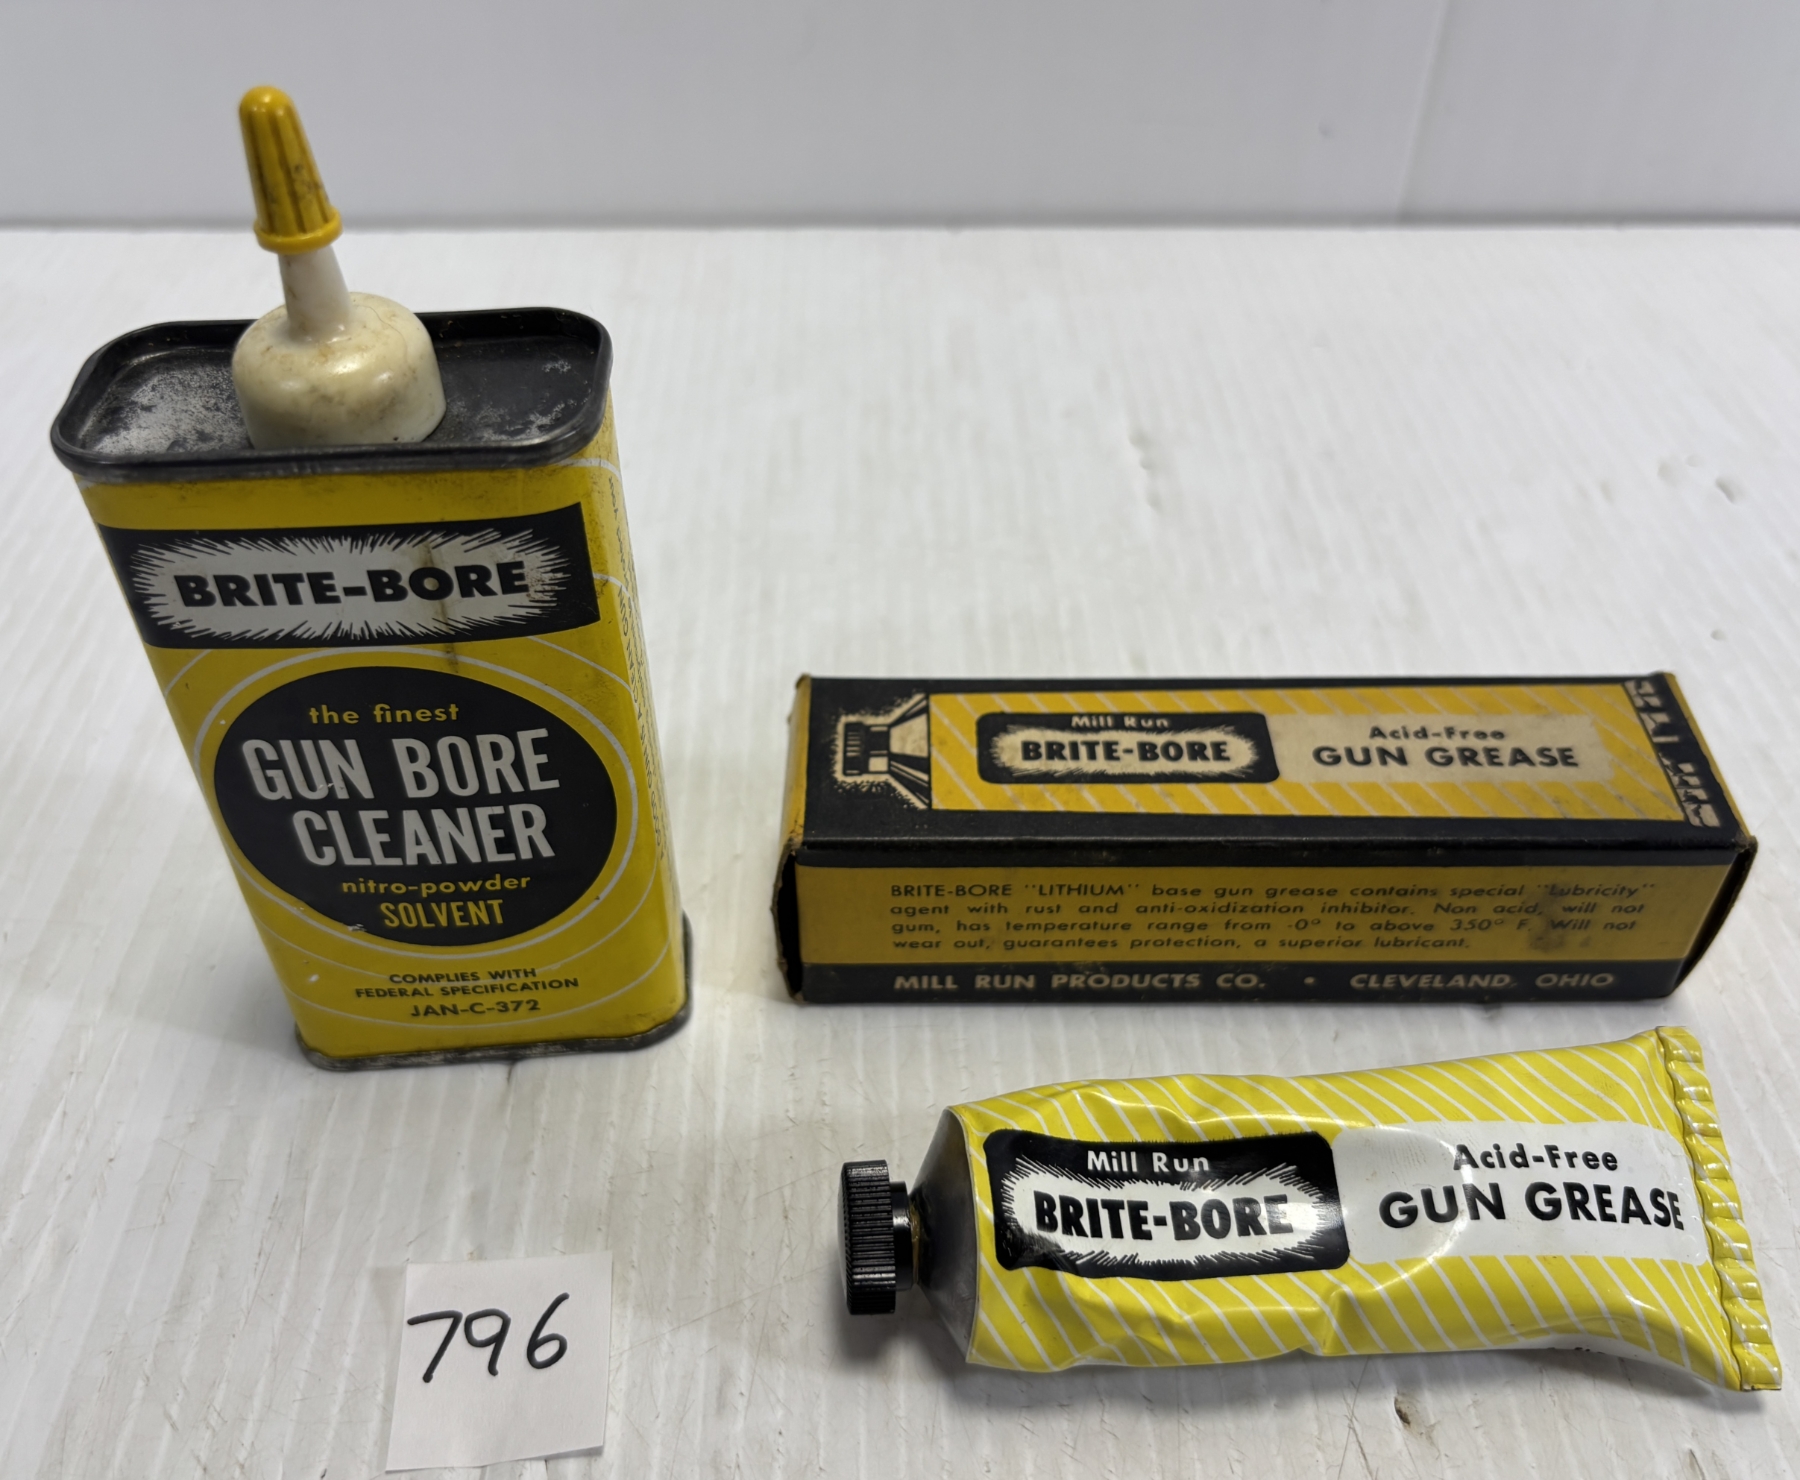 BRITE-BORE
the finest
GUN BORE
CLEANER
nitro-powder
SOLVENT
COMPLIES WITH
FEDERAL SPECIFICATION
JAN-C-372
Mill Run
BRITE-BORE
Acid-Free
GUN GREASE
BRITE-BORE "LITHIUM" base gun grease contains special "Lubricity"
agent with rust and anti-oxidization inhibitor. Non acid, will not
gum, has temperature range from -0° to above 350° F. Will not
wear out, guarantees protection, a superior lubricant.
MILL RUN PRODUCTS CO. • CLEVELAND, OHIO
Mill Run
BRITE-BORE
Acid-Free
GUN GREASE
796